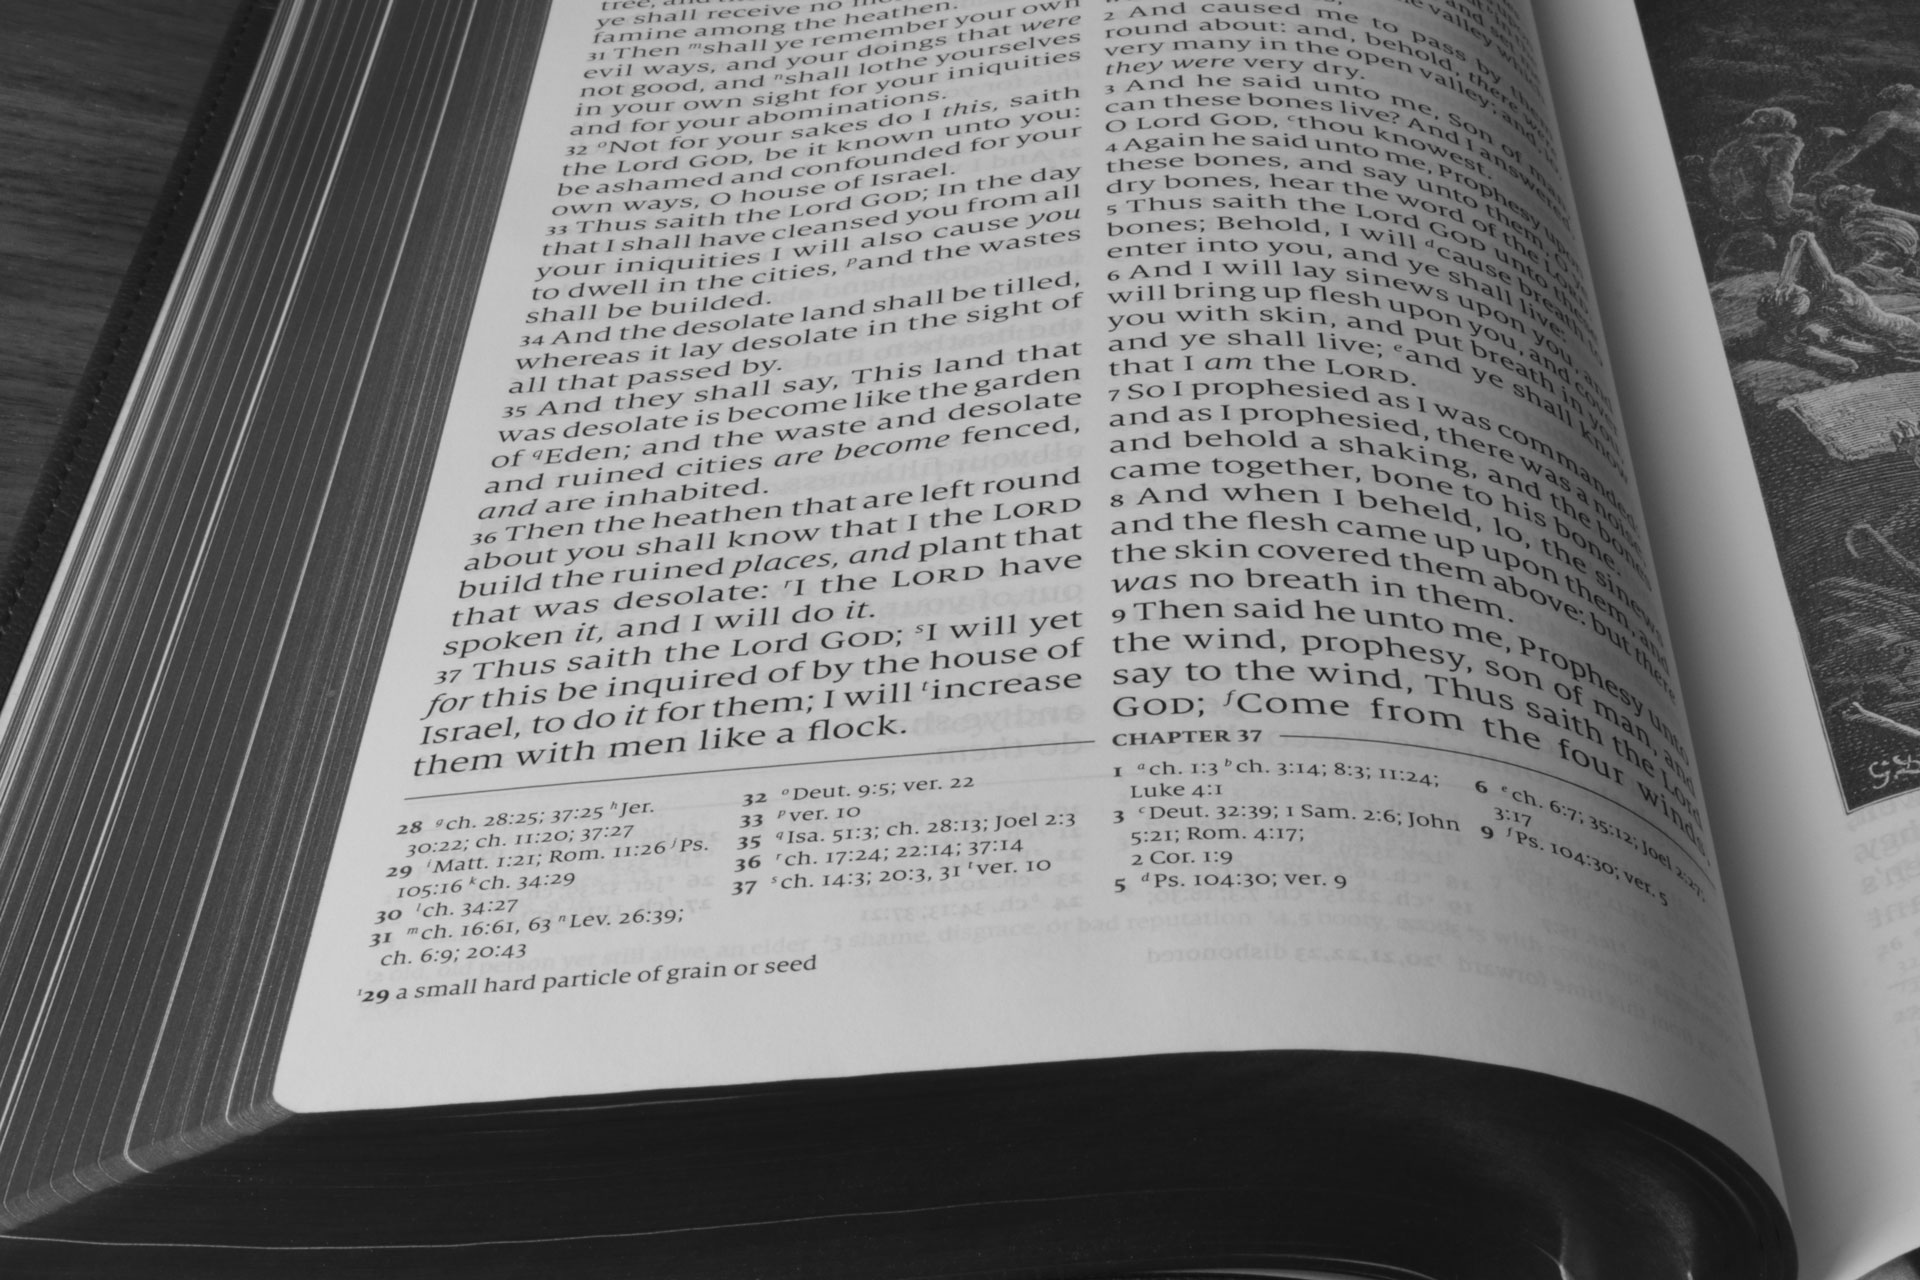 ye shall receive no
famine among the heathen.
31 Then ᵐshall ye remember your own
evil ways, and your doings that were
not good, and ⁿshall lothe yourselves
in your own sight for your iniquities
and for your abominations.
32 ᵒNot for your sakes do I this, saith
the Lord GOD, be it known unto you:
be ashamed and confounded for your
own ways, O house of Israel.
33 Thus saith the Lord GOD; In the day
that I shall have cleansed you from all
your iniquities I will also cause you
to dwell in the cities, ᵖand the wastes
shall be builded.
34 And the desolate land shall be tilled,
whereas it lay desolate in the sight of
all that passed by.
35 And they shall say, This land that
was desolate is become like the garden
of qEden; and the waste and desolate
and ruined cities are become fenced,
and are inhabited.
36 Then the heathen that are left round
about you shall know that I the LORD
build the ruined places, and plant that
that was desolate: ʳI the LORD have
spoken it, and I will do it.
37 Thus saith the Lord GOD; ˢI will yet
for this be inquired of by the house of
Israel, to do it for them; I will ᵗincrease
them with men like a flock.
2 And caused me to pass by them
round about: and, behold, there were
very many in the open valley; and, lo,
they were very dry.
3 And he said unto me, Son of man,
can these bones live? And I answered,
O Lord GOD, ᶜthou knowest.
4 Again he said unto me, Prophesy upon
these bones, and say unto them, O ye
dry bones, hear the word of the LORD.
5 Thus saith the Lord GOD unto these
bones; Behold, I will ᵈcause breath to
enter into you, and ye shall live:
6 And I will lay sinews upon you, and
will bring up flesh upon you, and cover
you with skin, and put breath in you,
and ye shall live; ᵉand ye shall know
that I am the LORD.
7 So I prophesied as I was commanded:
and as I prophesied, there was a noise,
and behold a shaking, and the bones
came together, bone to his bone.
8 And when I beheld, lo, the sinews
and the flesh came up upon them, and
the skin covered them above: but there
was no breath in them.
9 Then said he unto me, Prophesy unto
the wind, prophesy, son of man, and
say to the wind, Thus saith the Lord
GOD; ᶠCome from the four winds,
28 ᵍch. 28:25; 37:25 ʰJer.
30:22; ch. 11:20; 37:27
29 ⁱMatt. 1:21; Rom. 11:26 ʲPs.
105:16 ᵏch. 34:29
30 ˡch. 34:27
31 ᵐch. 16:61, 63 ⁿLev. 26:39;
ch. 6:9; 20:43
32 ᵒDeut. 9:5; ver. 22
33 ᵖver. 10
35 qIsa. 51:3; ch. 28:13; Joel 2:3
36 ʳch. 17:24; 22:14; 37:14
37 ˢch. 14:3; 20:3, 31 ᵗver. 10
¹29 a small hard particle of grain or seed
CHAPTER 37
1 ᵃch. 1:3 ᵇch. 3:14; 8:3; 11:24;
Luke 4:1
3 ᶜDeut. 32:39; 1 Sam. 2:6; John
5:21; Rom. 4:17;
2 Cor. 1:9
5 ᵈPs. 104:30; ver. 9
6 ᵉch. 6:7; 35:12; Joel 2:27;
3:17
9 ᶠPs. 104:30; ver. 5